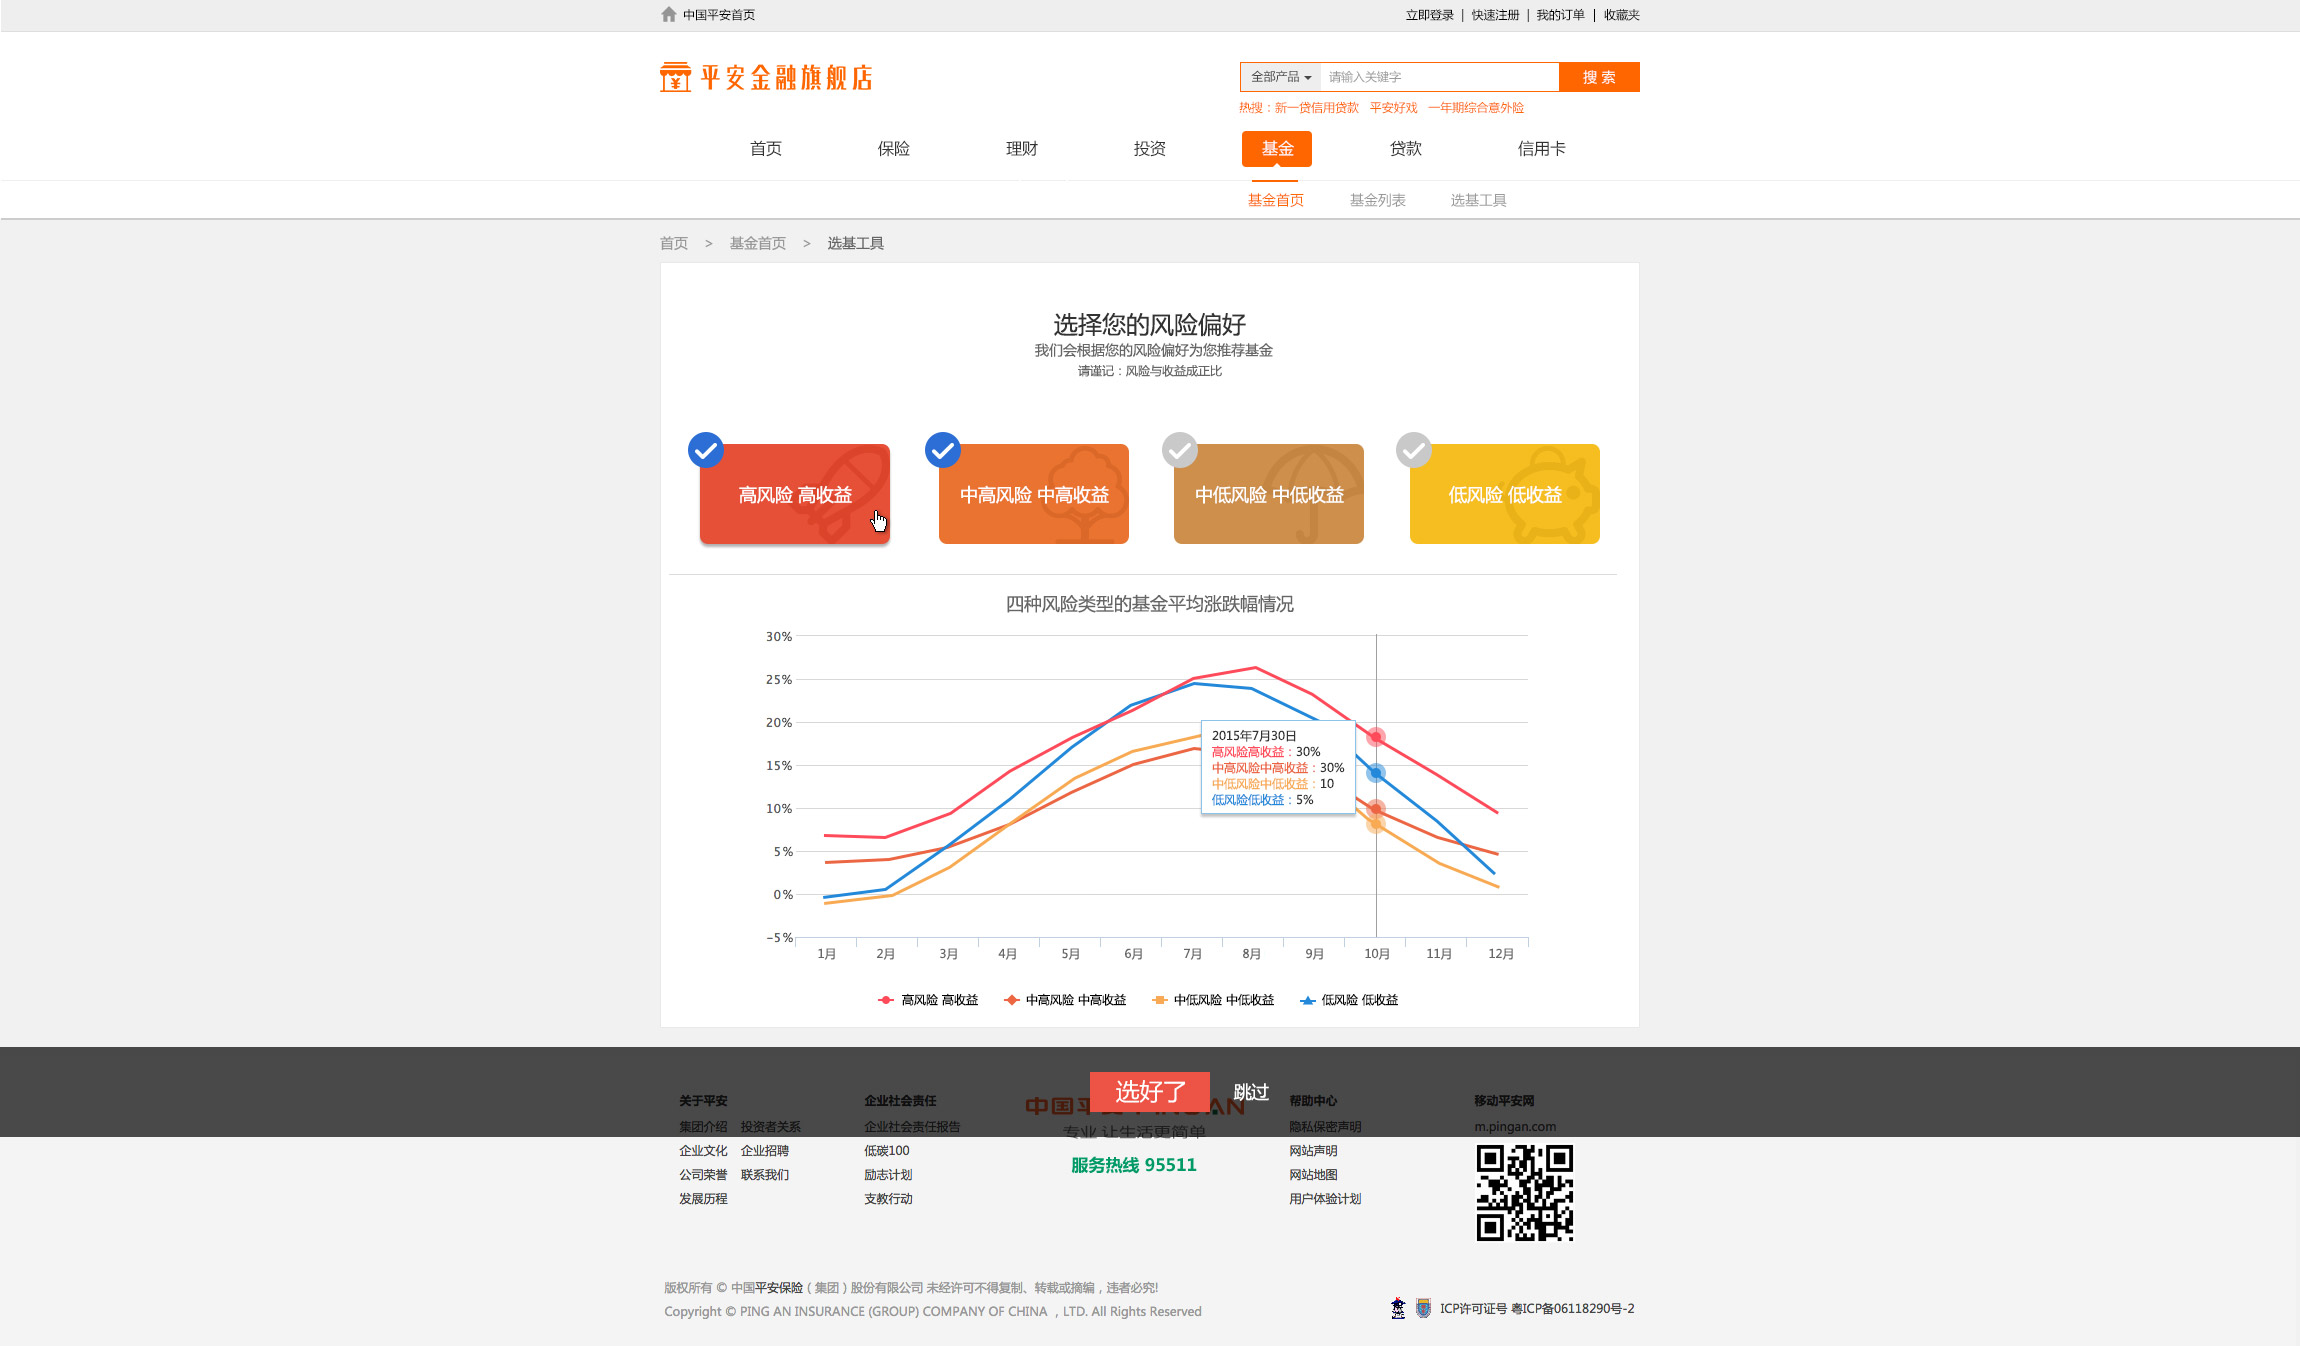 中国平安首页
立即登录 | 快速注册 | 我的订单 | 收藏夹
平安金融旗舰店
全部产品 请输入关键字 搜 索
热搜：新一贷信用贷款 平安好戏 一年期综合意外险
首页 保险 理财 投资 基金 贷款 信用卡
基金首页 基金列表 选基工具
首页 > 基金首页 > 选基工具
选择您的风险偏好
我们会根据您的风险偏好为您推荐基金
请谨记：风险与收益成正比
高风险 高收益
中高风险 中高收益
中低风险 中低收益
低风险 低收益
四种风险类型的基金平均涨跌幅情况
30%
25%
20%
15%
10%
5%
0%
-5%
2015年7月30日
高风险高收益：30%
中高风险中高收益：30%
中低风险中低收益：10
低风险低收益：5%
1月 2月 3月 4月 5月 6月 7月 8月 9月 10月 11月 12月
高风险 高收益 中高风险 中高收益 中低风险 中低收益 低风险 低收益
选好了 跳过
关于平安
集团介绍 投资者关系
企业文化 企业招聘
公司荣誉 联系我们
发展历程
企业社会责任
企业社会责任报告
低碳100
励志计划
支教行动
中国平
专业 让生活更简单
服务热线 95511
帮助中心
隐私保密声明
网站声明
网站地图
用户体验计划
移动平安网
m.pingan.com
版权所有 © 中国平安保险（集团）股份有限公司 未经许可不得复制、转载或摘编，违者必究!
Copyright © PING AN INSURANCE (GROUP) COMPANY OF CHINA ，LTD. All Rights Reserved
ICP许可证号 粤ICP备06118290号-2